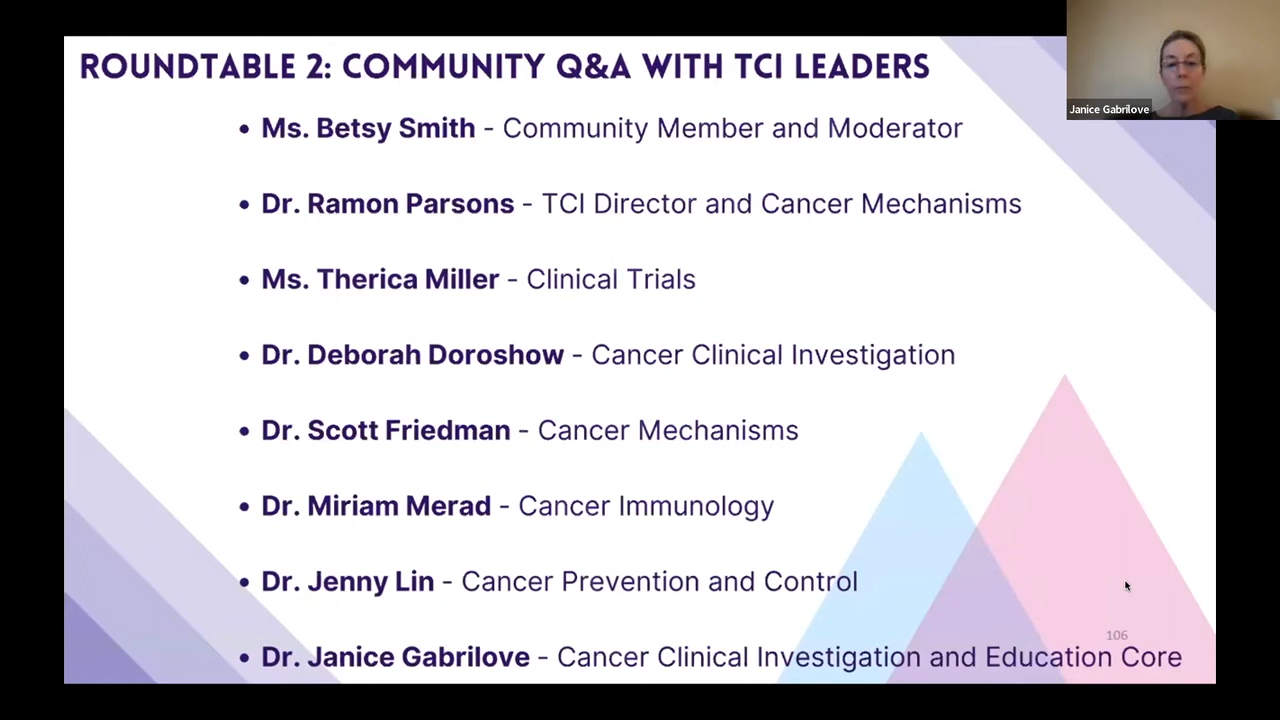 ROUNDTABLE 2: COMMUNITY Q&A WITH TCI LEADERS
Janice Gabrilove
• Ms. Betsy Smith - Community Member and Moderator
• Dr. Ramon Parsons - TCI Director and Cancer Mechanisms
• Ms. Therica Miller - Clinical Trials
• Dr. Deborah Doroshow - Cancer Clinical Investigation
• Dr. Scott Friedman - Cancer Mechanisms
• Dr. Miriam Merad - Cancer Immunology
• Dr. Jenny Lin - Cancer Prevention and Control
106
• Dr. Janice Gabrilove - Cancer Clinical Investigation and Education Core